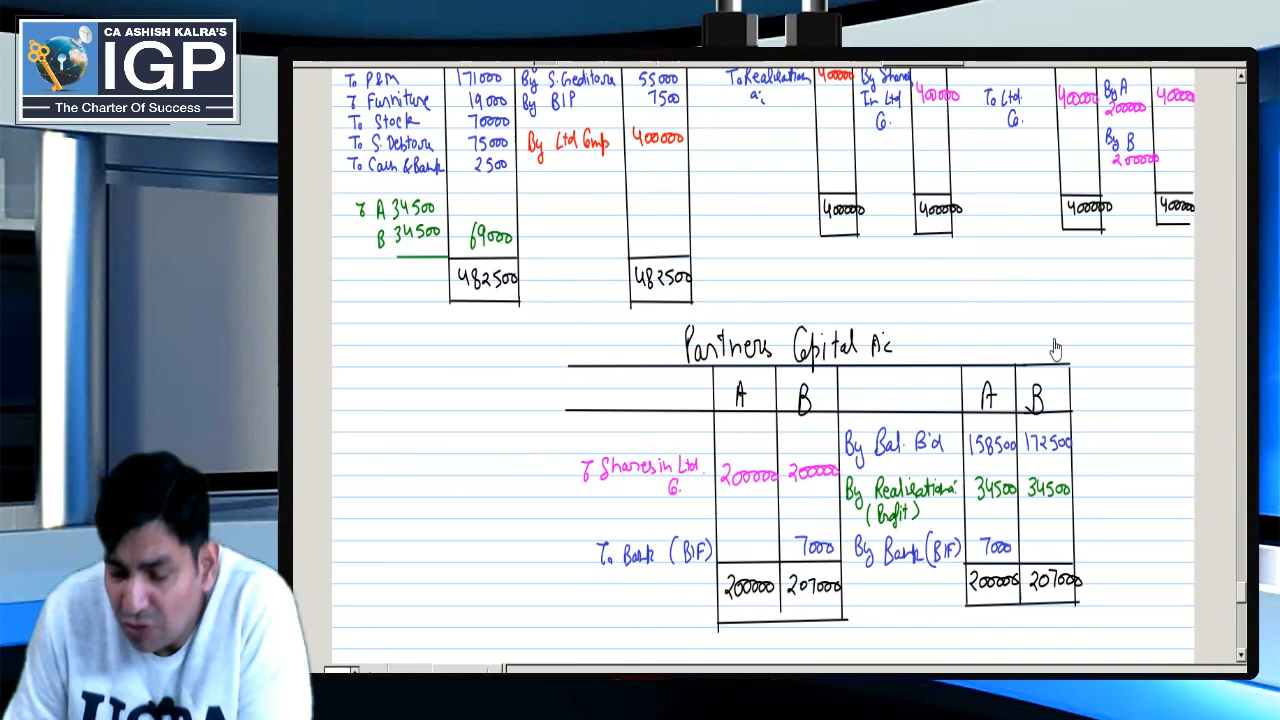 CA ASHISH KALRA'S
IGP
The Charter Of Success
To P&M 171000 By S. Creditors 55000
To Furniture 19000 By B|P 7500
To Stock 70000
To S. Debtors 75000 By Ltd Comp 400000
To Cash & Bank 2500
To A 34500
B 34500 69000
482500 482500
To Realisation 400000 By Shares 400000
a/c In Ltd
Co.
400000 400000
To Ltd. 400000 By A 400000
Co. 200000
By B
200000
400000 400000
Partners Capital A/c
A B A B
By Bal. B/d 158500 172500
To Shares in Ltd. 200000 200000
Co.
By Realisation a/c 34500 34500
(Profit)
To Bank (B|F) 7000 By Bank (B|F) 7000
200000 207000 200000 207000